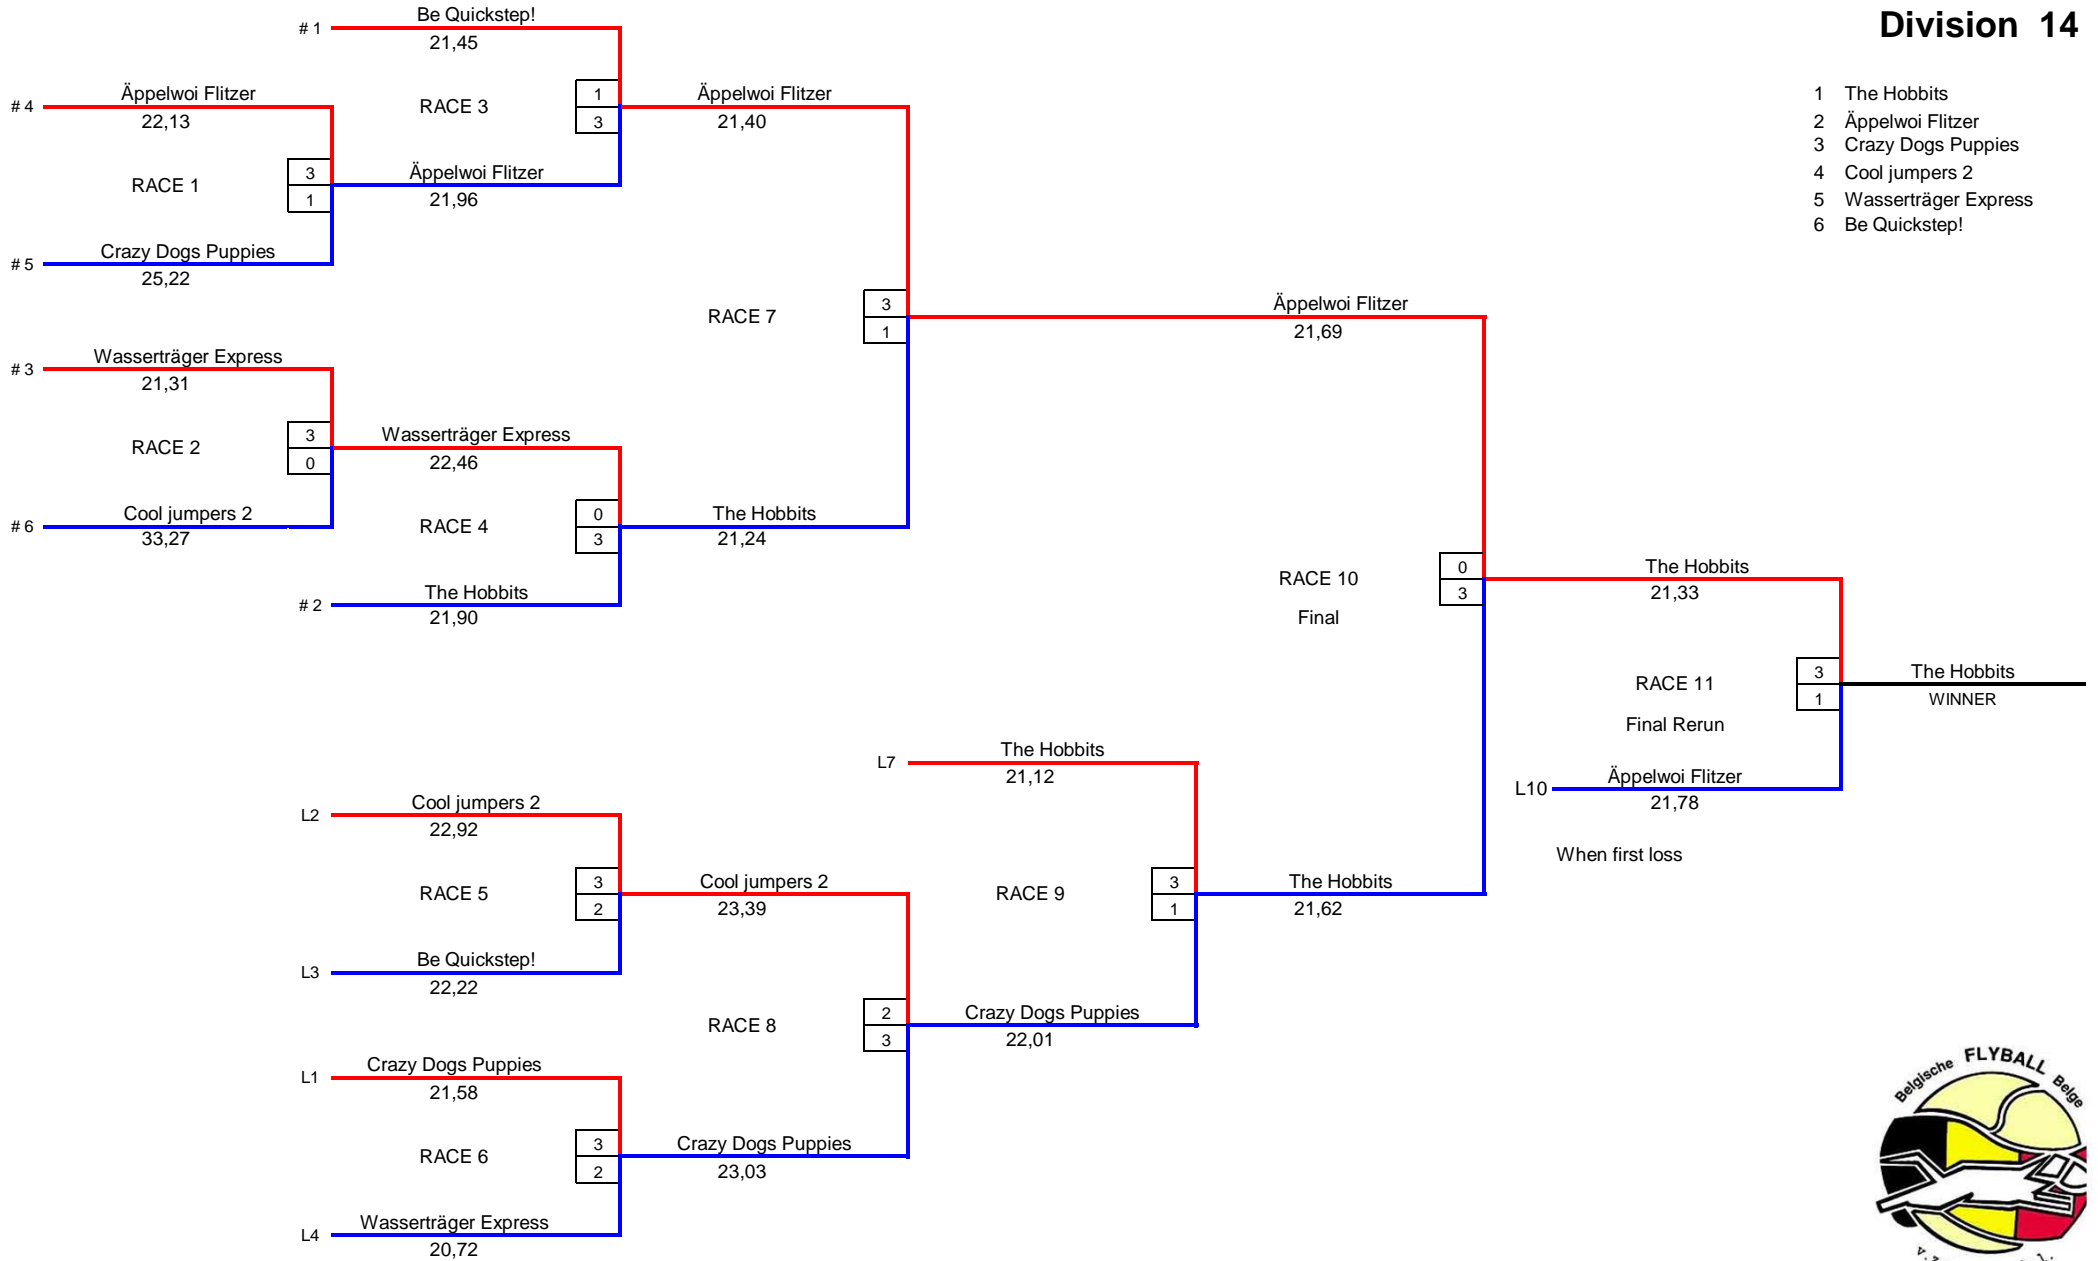 Division 14
1 The Hobbits
2 Äppelwoi Flitzer
3 Crazy Dogs Puppies
4 Cool jumpers 2
5 Wasserträger Express
6 Be Quickstep!
# 1
Be Quickstep!
21,45
# 4
Äppelwoi Flitzer
22,13
RACE 3
1
3
Äppelwoi Flitzer
21,40
RACE 1
3
1
Äppelwoi Flitzer
21,96
# 5
Crazy Dogs Puppies
25,22
RACE 7
3
1
Äppelwoi Flitzer
21,69
# 3
Wasserträger Express
21,31
RACE 2
3
0
Wasserträger Express
22,46
# 6
Cool jumpers 2
33,27
RACE 4
0
3
The Hobbits
21,24
# 2
The Hobbits
21,90
RACE 10
Final
0
3
The Hobbits
21,33
RACE 11
Final Rerun
3
1
The Hobbits
WINNER
L7
The Hobbits
21,12
L10
Äppelwoi Flitzer
21,78
When first loss
L2
Cool jumpers 2
22,92
RACE 5
3
2
Cool jumpers 2
23,39
RACE 9
3
1
The Hobbits
21,62
L3
Be Quickstep!
22,22
RACE 8
2
3
Crazy Dogs Puppies
22,01
L1
Crazy Dogs Puppies
21,58
RACE 6
3
2
Crazy Dogs Puppies
23,03
L4
Wasserträger Express
20,72
Belgische FLYBALL Belge